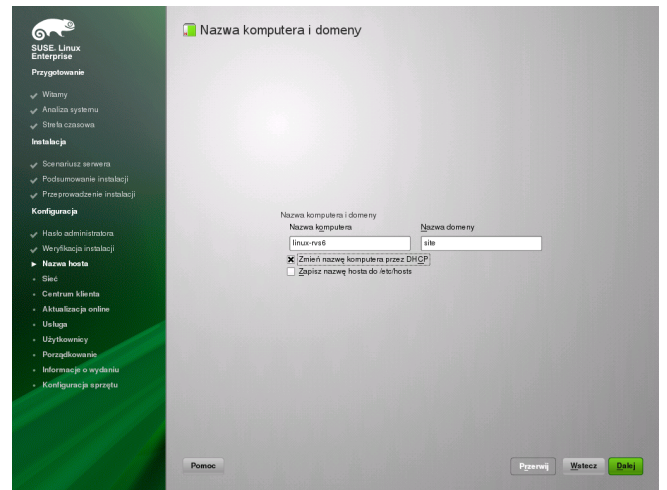 SUSE. Linux
Enterprise
Przygotowanie
Witamy
Analiza systemu
Strefa czasowa
Instalacja
Scenariusz serwera
Podsumowanie instalacji
Przeprowadzenie instalacji
Konfiguracja
Hasło administratora
Weryfikacja instalacji
Nazwa hosta
Sieć
Centrum klienta
Aktualizacja online
Usługa
Użytkownicy
Porządkowanie
Informacje o wydaniu
Konfiguracja sprzętu
Nazwa komputera i domeny
Nazwa komputera i domeny
Nazwa komputera Nazwa domeny
linux-rvs6 site
Zmień nazwę komputera przez DHCP
Zapisz nazwę hosta do /etc/hosts
Pomoc Przerwij Wstecz Dalej